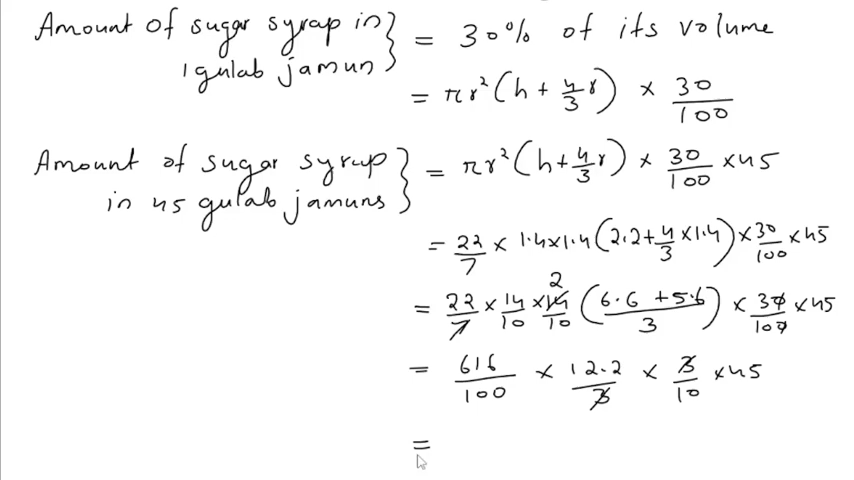 Amount of sugar syrap in } = 30% of its volume
1 gulab jamun
= πr²(h + 4/3 r) × 30/100
Amount of sugar syrup } = πr²(h + 4/3 r) × 30/100 × 45
in 45 gulab jamuns
= 22/7 × 1.4×1.4(2.2 + 4/3 × 1.4) × 30/100 × 45
2
= 22/7 × 14/10 × 14/10 ((6.6 + 5.6)/3) × 30/100 × 45
= 616/100 × 12.2/3 × 3/10 × 45
=